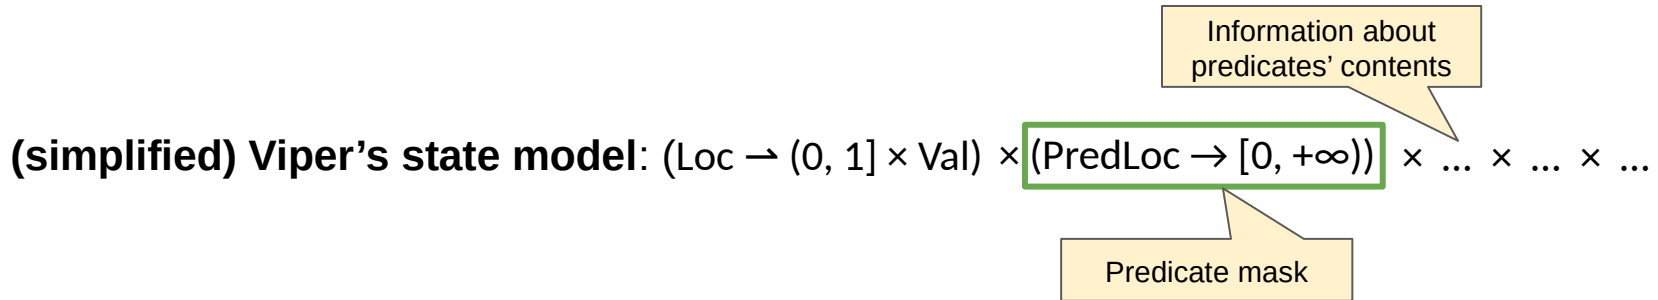 Information about
predicates' contents
(simplified) Viper's state model: (Loc ⇀ (0, 1] × Val) × (PredLoc → [0, +∞)) × ... × ... × ...
Predicate mask